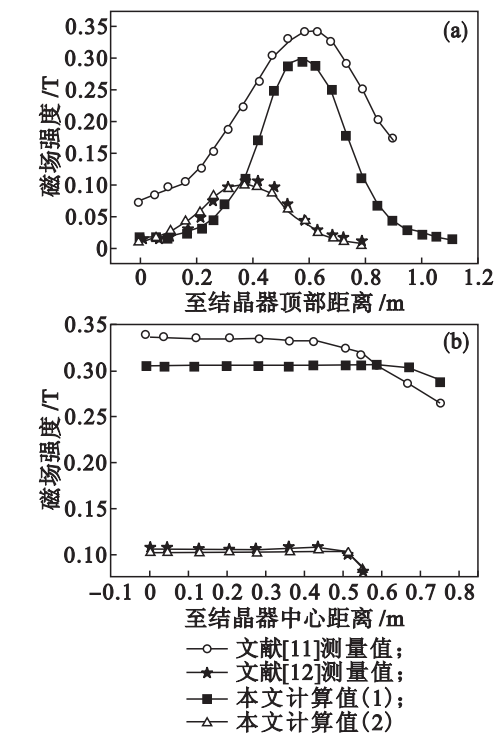 (a)
0.35
0.30
0.25
0.20
0.15
0.10
0.05
0
磁场强度/T
0 0.2 0.4 0.6 0.8 1.0 1.2
至结晶器顶部距离/m
(b)
0.35
0.30
0.25
0.20
0.15
0.10
磁场强度/T
-0.1 0 0.1 0.2 0.3 0.4 0.5 0.6 0.7 0.8
至结晶器中心距离/m
文献[11]测量值;
文献[12]测量值;
本文计算值(1);
本文计算值(2)